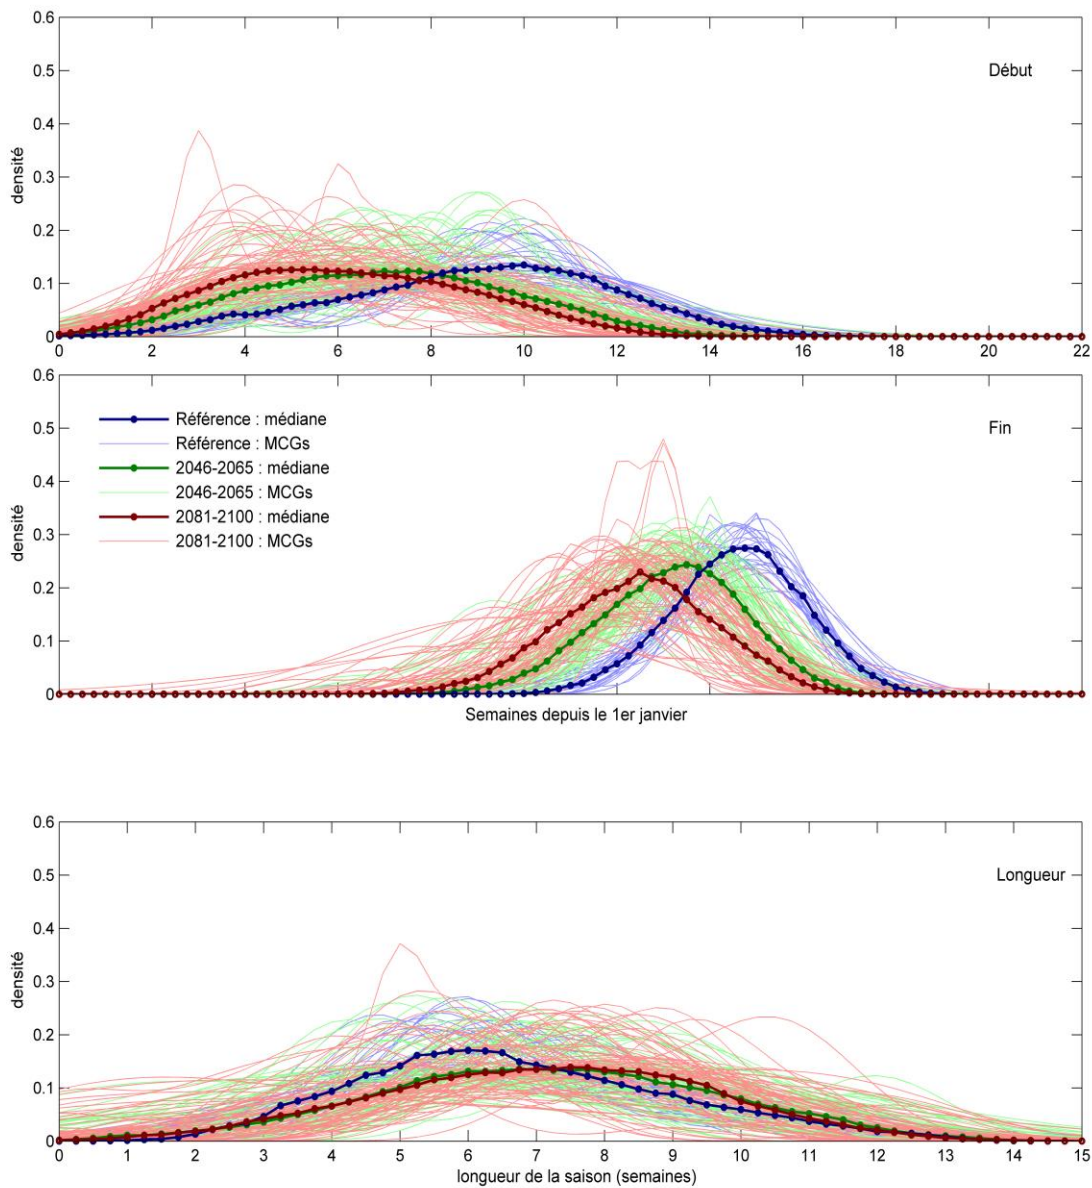 0.6
0.5
Début
0.4
densité
0.3
0.2
0.1
0
0 2 4 6 8 10 12 14 16 18 20 22
0.6
0.5
Fin
0.4
densité
0.3
0.2
0.1
0
Référence : médiane
Référence : MCGs
2046-2065 : médiane
2046-2065 : MCGs
2081-2100 : médiane
2081-2100 : MCGs
Semaines depuis le 1er janvier
0.6
0.5
Longueur
0.4
densité
0.3
0.2
0.1
0
0 1 2 3 4 5 6 7 8 9 10 11 12 13 14 15
longueur de la saison (semaines)